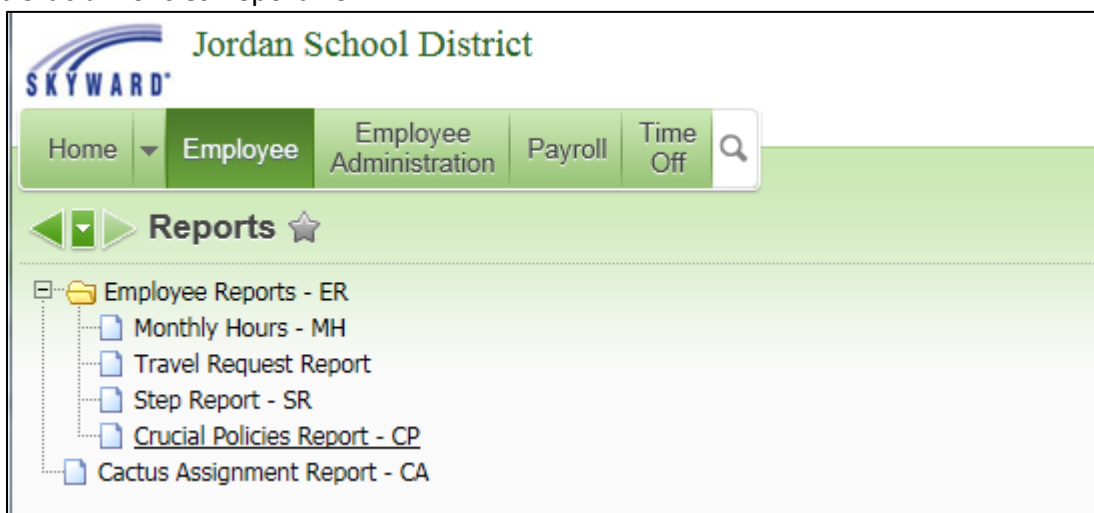 Jordan School District
SKYWARD
Home
Employee
Employee Administration
Payroll
Time Off
Reports
Employee Reports - ER
Monthly Hours - MH
Travel Request Report
Step Report - SR
Crucial Policies Report - CP
Cactus Assignment Report - CA